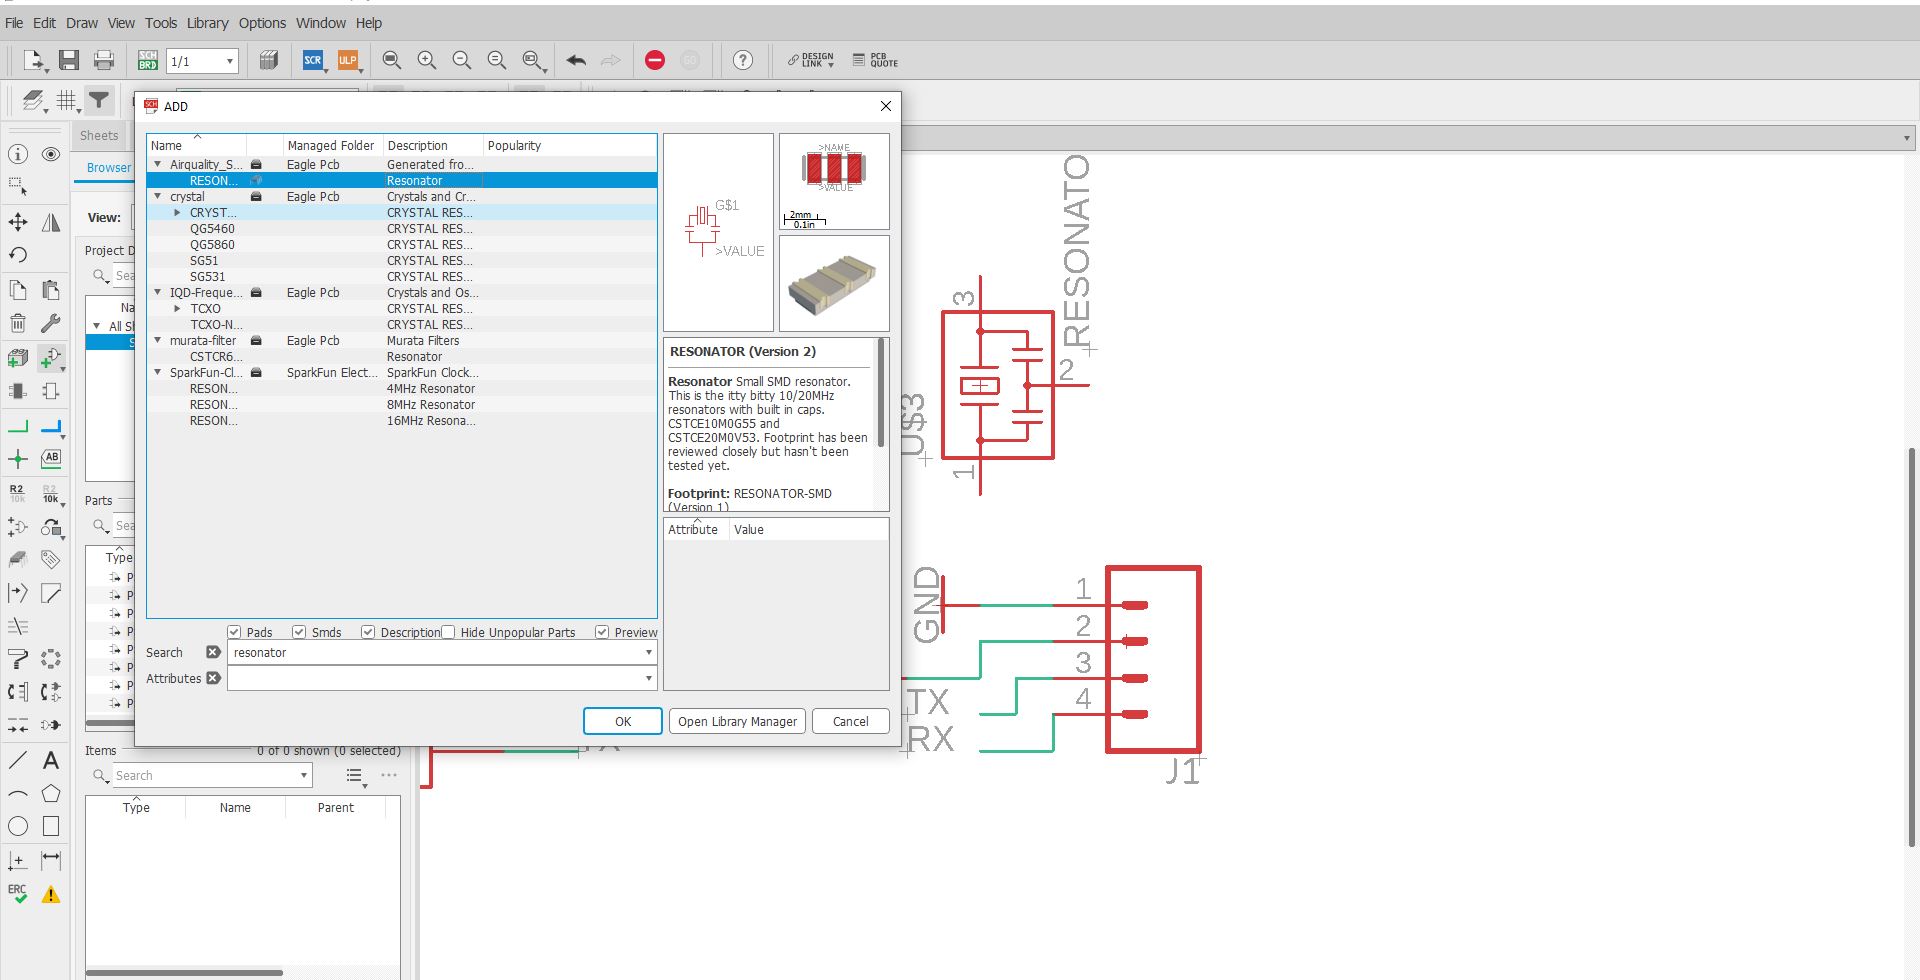 File Edit Draw View Tools Library Options Window Help
SCH BRD
1/1
SCR
ULP
GO
DESIGN LINK
PCB QUOTE
Sheets
Browser
View:
Project D
Sea
Na
All Sh
S
Parts
Sea
Type
P
P
P
P
P
P
P
P
Items
0 of 0 shown (0 selected)
Search
Type Name Parent
R2 10k
R2 10k
AB
A
ERC
SCH ADD
Name Managed Folder Description Popularity
Airquality_S... Eagle Pcb Generated fro...
RESON... Resonator
crystal Eagle Pcb Crystals and Cr...
CRYST... CRYSTAL RES...
QG5460 CRYSTAL RES...
QG5860 CRYSTAL RES...
SG51 CRYSTAL RES...
SG531 CRYSTAL RES...
IQD-Freque... Eagle Pcb Crystals and Os...
TCXO CRYSTAL RES...
TCXO-N... CRYSTAL RES...
murata-filter Eagle Pcb Murata Filters
CSTCR6... Resonator
SparkFun-Cl... SparkFun Elect... SparkFun Clock...
RESON... 4MHz Resonator
RESON... 8MHz Resonator
RESON... 16MHz Resona...
Pads Smds Description Hide Unpopular Parts Preview
Search resonator
Attributes
G$1
>VALUE
>NAME
>VALUE
2mm
0.1in
RESONATOR (Version 2)
Resonator Small SMD resonator.
This is the itty bitty 10/20MHz
resonators with built in caps.
CSTCE10M0G55 and
CSTCE20M0V53. Footprint has been
reviewed closely but hasn't been
tested yet.
Footprint: RESONATOR-SMD
(Version 1)
Attribute Value
OK Open Library Manager Cancel
RESONATO
3
2
1
U$3
GND
1
2
3
4
TX
RX
J1